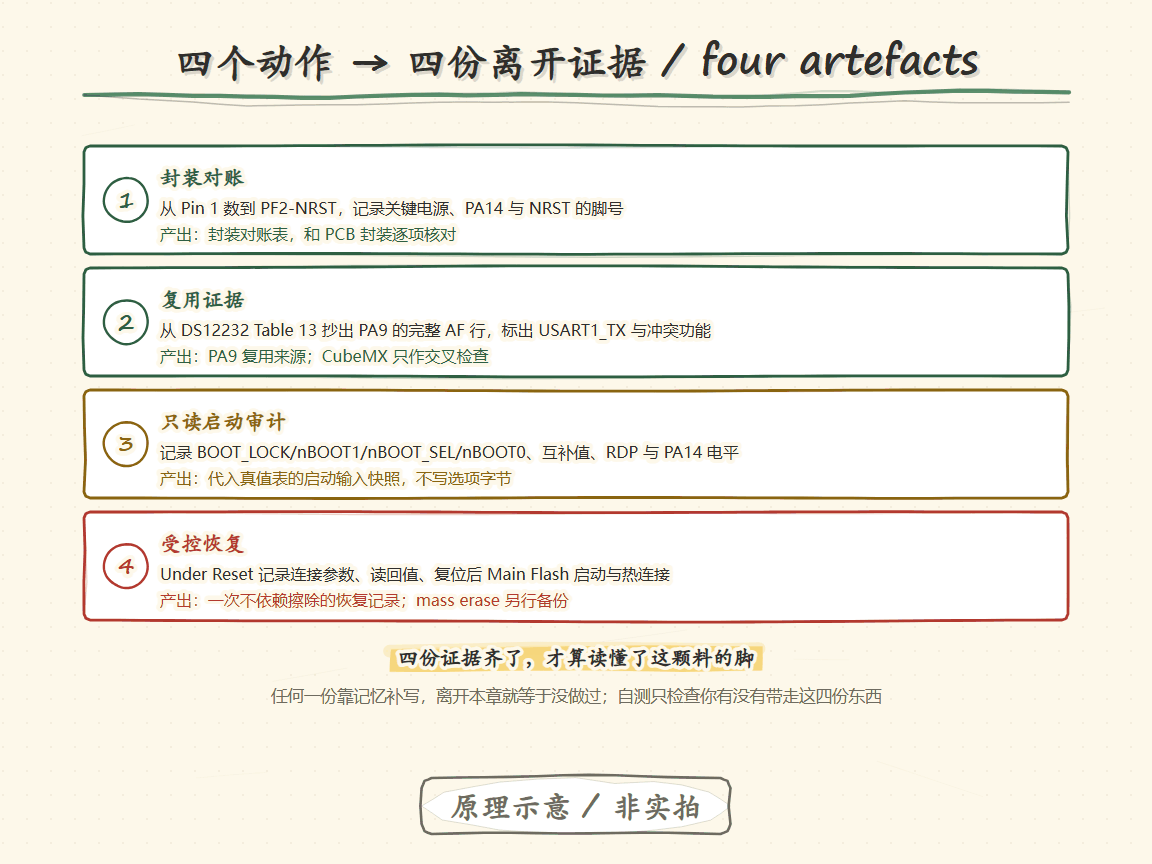 四个动作 → 四份离开证据 / four artefacts
1
封装对账
从 Pin 1 数到 PF2-NRST，记录关键电源、PA14 与 NRST 的脚号
产出：封装对账表，和 PCB 封装逐项核对
2
复用证据
从 DS12232 Table 13 抄出 PA9 的完整 AF 行，标出 USART1_TX 与冲突功能
产出：PA9 复用来源；CubeMX 只作交叉检查
3
只读启动审计
记录 BOOT_LOCK/nBOOT1/nBOOT_SEL/nBOOT0、互补值、RDP 与 PA14 电平
产出：代入真值表的启动输入快照，不写选项字节
4
受控恢复
Under Reset 记录连接参数、读回值、复位后 Main Flash 启动与热连接
产出：一次不依赖擦除的恢复记录；mass erase 另行备份
四份证据齐了，才算读懂了这颗料的脚
任何一份靠记忆补写，离开本章就等于没做过；自测只检查你有没有带走这四份东西
原理示意 / 非实拍